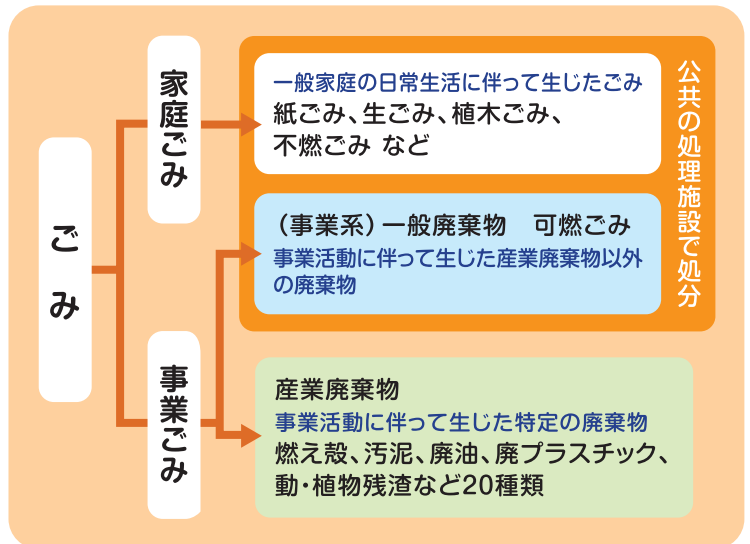 ごみ
家庭ごみ
一般家庭の日常生活に伴って生じたごみ
紙ごみ、生ごみ、植木ごみ、
不燃ごみ など
(事業系)一般廃棄物　可燃ごみ
事業活動に伴って生じた産業廃棄物以外
の廃棄物
公共の処理施設で処分
事業ごみ
産業廃棄物
事業活動に伴って生じた特定の廃棄物
燃え殻、汚泥、廃油、廃プラスチック、
動・植物残渣など20種類